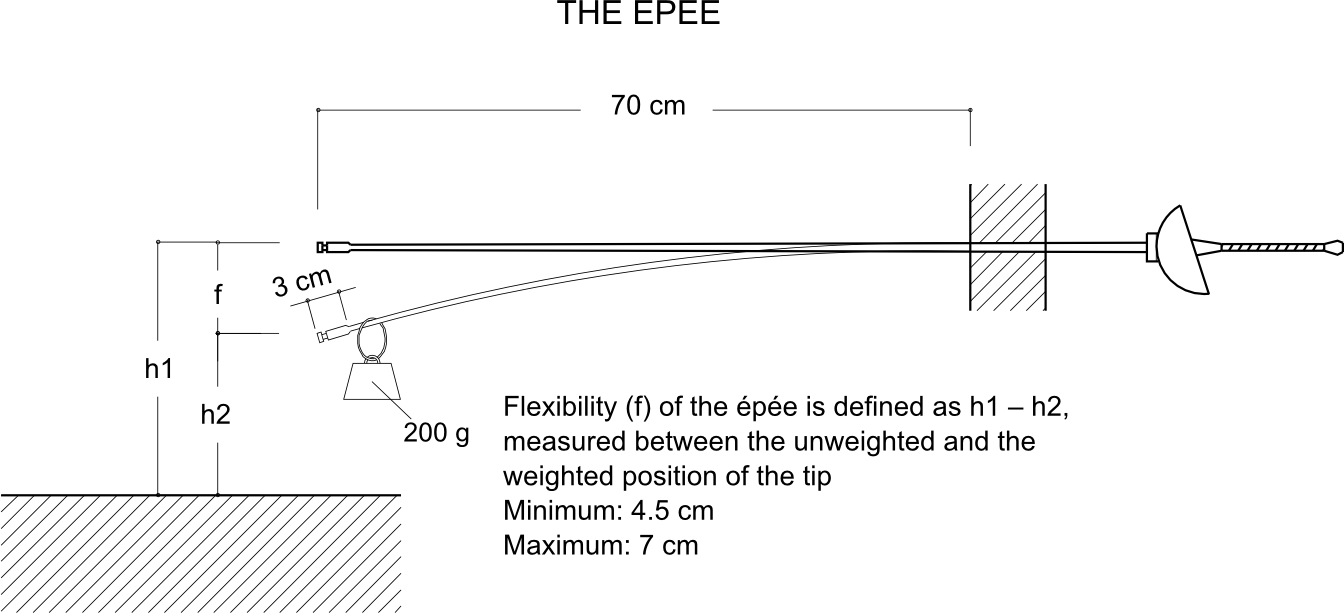 THE EPEE
70 cm
3 cm
f
h1
h2
200 g
Flexibility (f) of the épée is defined as h1 – h2,
measured between the unweighted and the
weighted position of the tip
Minimum: 4.5 cm
Maximum: 7 cm